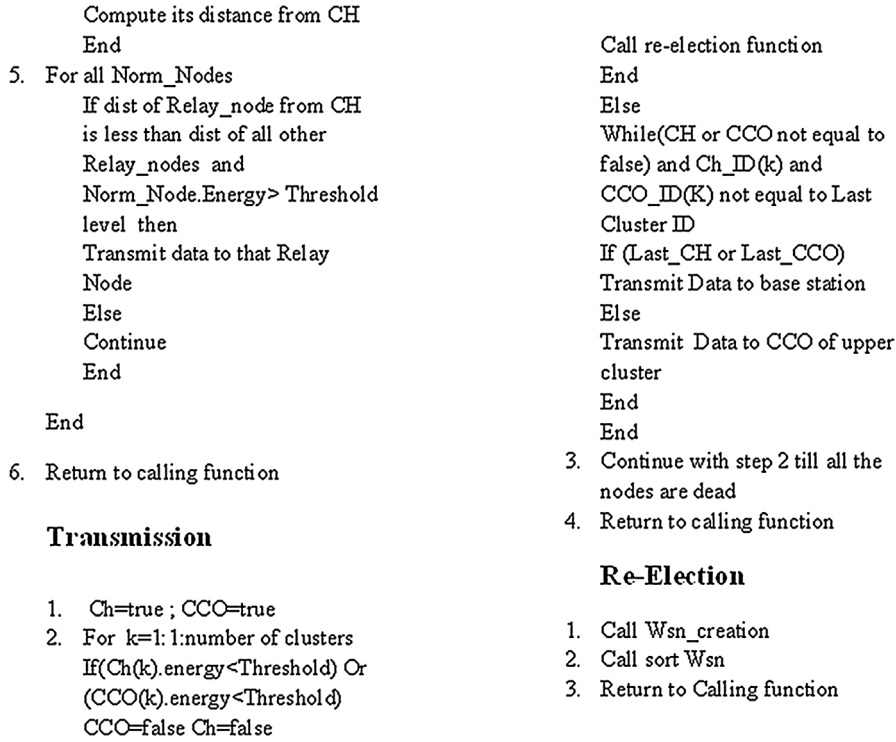 Compute its distance from CH
End
5. For all Norm_Nodes
If dist of Relay_node from CH
is less than dist of all other
Relay_nodes and
Norm_Node.Energy> Threshold
level then
Transmit data to that Relay
Node
Else
Continue
End
End
6. Return to calling function
Transmission
1. Ch=true ; CCO=true
2. For k=1:1:number of clusters
If(Ch(k).energy<Threshold) Or
(CCO(k).energy<Threshold)
CCO=false Ch=false
Call re-election function
End
Else
While(CH or CCO not equal to
false) and Ch_ID(k) and
CCO_ID(K) not equal to Last
Cluster ID
If (Last_CH or Last_CCO)
Transmit Data to base station
Else
Transmit Data to CCO of upper
cluster
End
End
3. Continue with step 2 till all the
nodes are dead
4. Return to calling function
Re-Election
1. Call Wsn_creation
2. Call sort Wsn
3. Return to Calling function